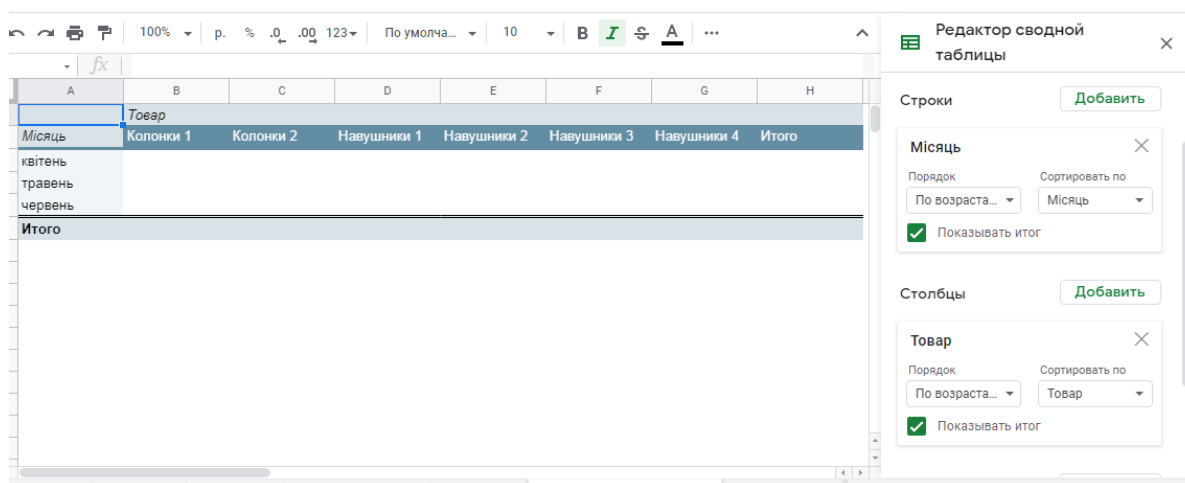 100% р. % .0 .00 123 По умолча... 10 B I S A ...
fx
Редактор сводной
таблицы
A B C D E F G H
Товар
Місяць Колонки 1 Колонки 2 Навушники 1 Навушники 2 Навушники 3 Навушники 4 Итого
квітень
травень
червень
Итого
Строки Добавить
Місяць
Порядок Сортировать по
По возраста... Місяць
Показывать итог
Столбцы Добавить
Товар
Порядок Сортировать по
По возраста... Товар
Показывать итог